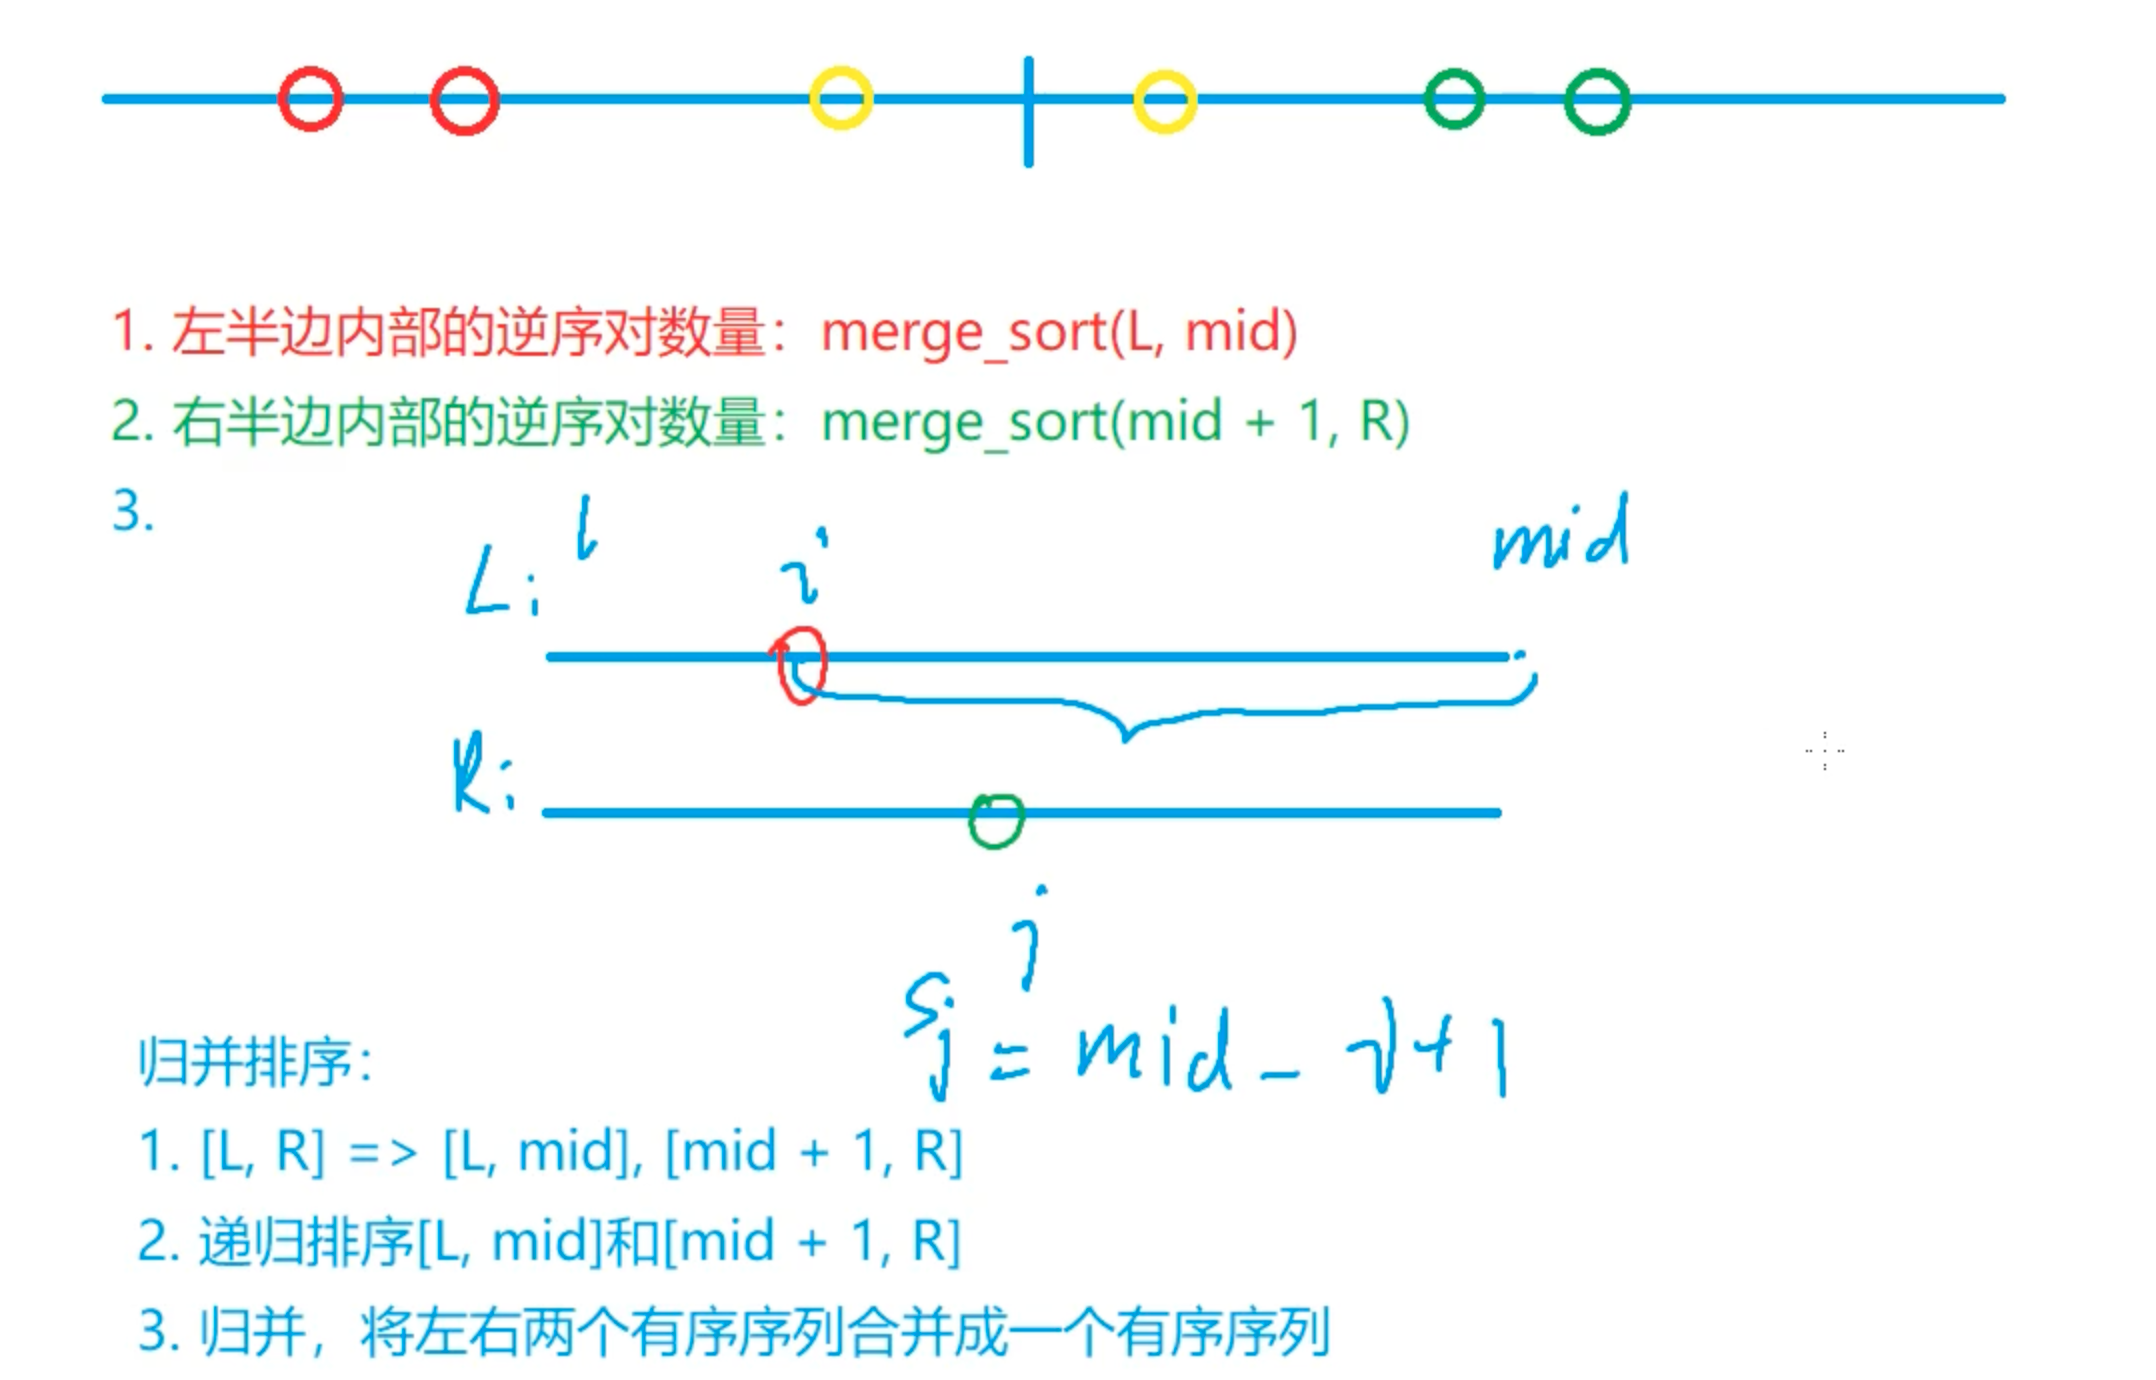 1. 左半边内部的逆序对数量：merge_sort(L, mid)
2. 右半边内部的逆序对数量：merge_sort(mid + 1, R)
3.
L: l i mid
R:
j
Sj = mid - i + 1
归并排序：
1. [L, R] => [L, mid], [mid + 1, R]
2. 递归排序[L, mid]和[mid + 1, R]
3. 归并，将左右两个有序序列合并成一个有序序列